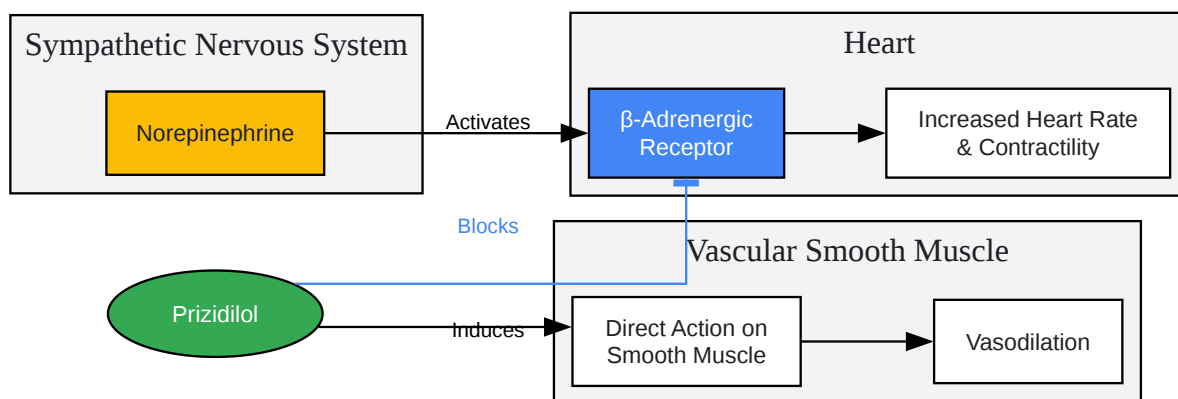 Sympathetic Nervous System
Heart
Norepinephrine
Activates
β-Adrenergic
Receptor
Increased Heart Rate
& Contractility
Blocks
Vascular Smooth Muscle
Prizidilol
Induces
Direct Action on
Smooth Muscle
Vasodilation